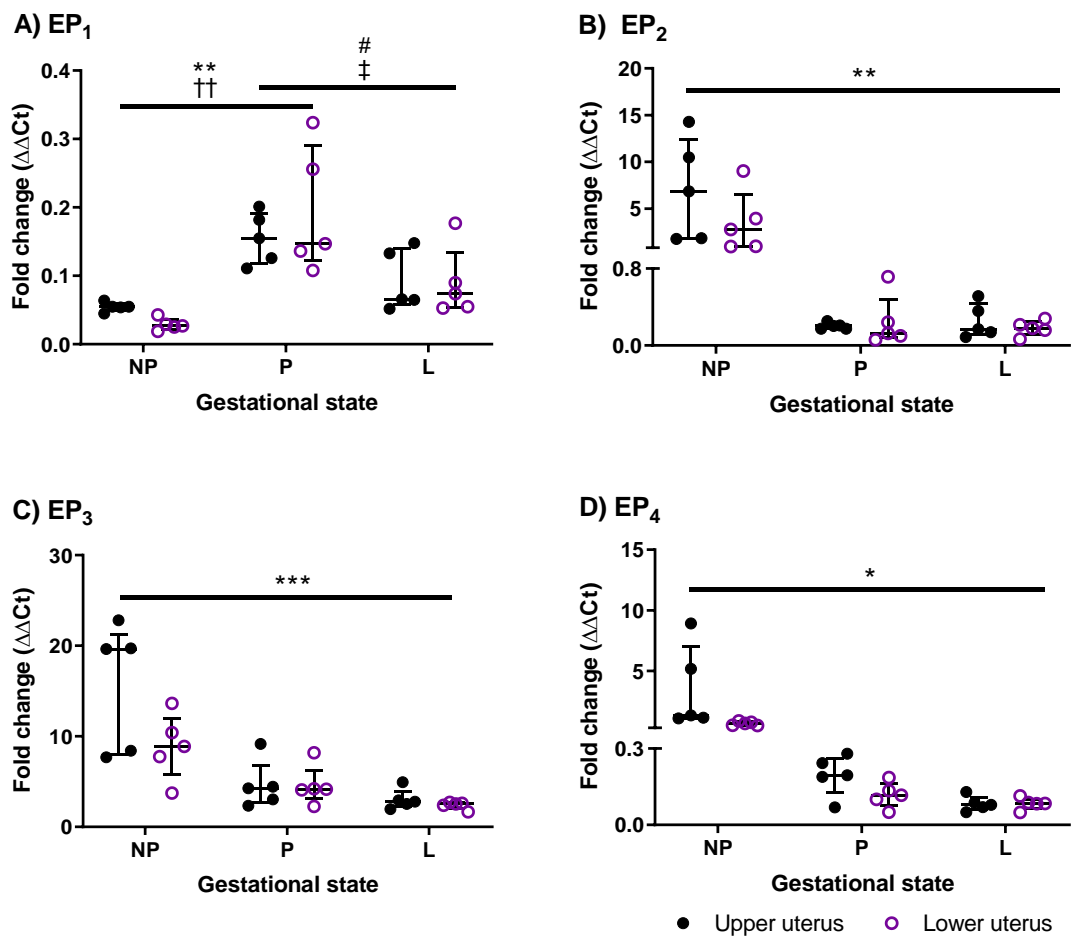 A) EP₁
**
††
#
‡
Fold change (ΔΔCt)
0.4
0.3
0.2
0.1
0.0
NP P L
Gestational state
B) EP₂
**
Fold change (ΔΔCt)
20
15
10
5
0.8
0.0
NP P L
Gestational state
C) EP₃
***
Fold change (ΔΔCt)
30
20
10
0
NP P L
Gestational state
D) EP₄
*
Fold change (ΔΔCt)
15
10
5
0.3
0.0
NP P L
Gestational state
Upper uterus Lower uterus